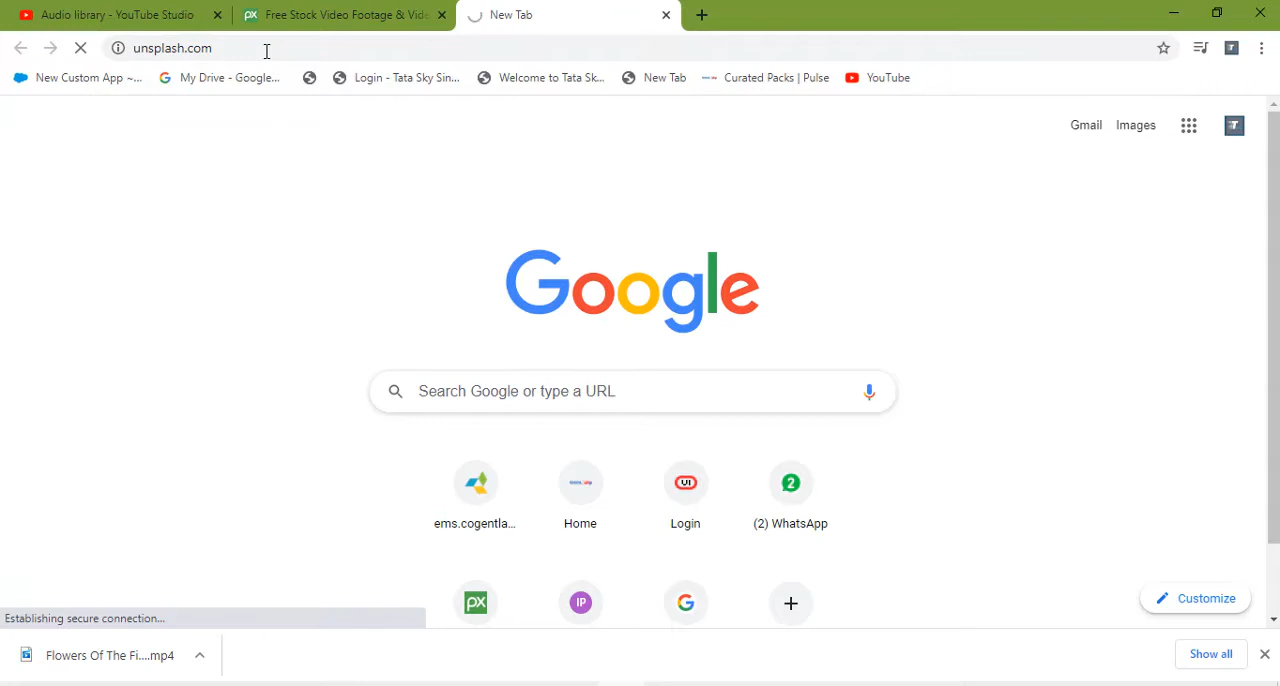 Audio library - YouTube Studio
Free Stock Video Footage & Vide
New Tab
unsplash.com
New Custom App ~...
My Drive - Google...
Login - Tata Sky Sin...
Welcome to Tata Sk...
New Tab
Curated Packs | Pulse
YouTube
Gmail
Images
Google
Search Google or type a URL
ems.cogentla...
Home
UI
Login
2
(2) WhatsApp
px
IP
G
Customize
Establishing secure connection...
Flowers Of The Fi....mp4
Show all